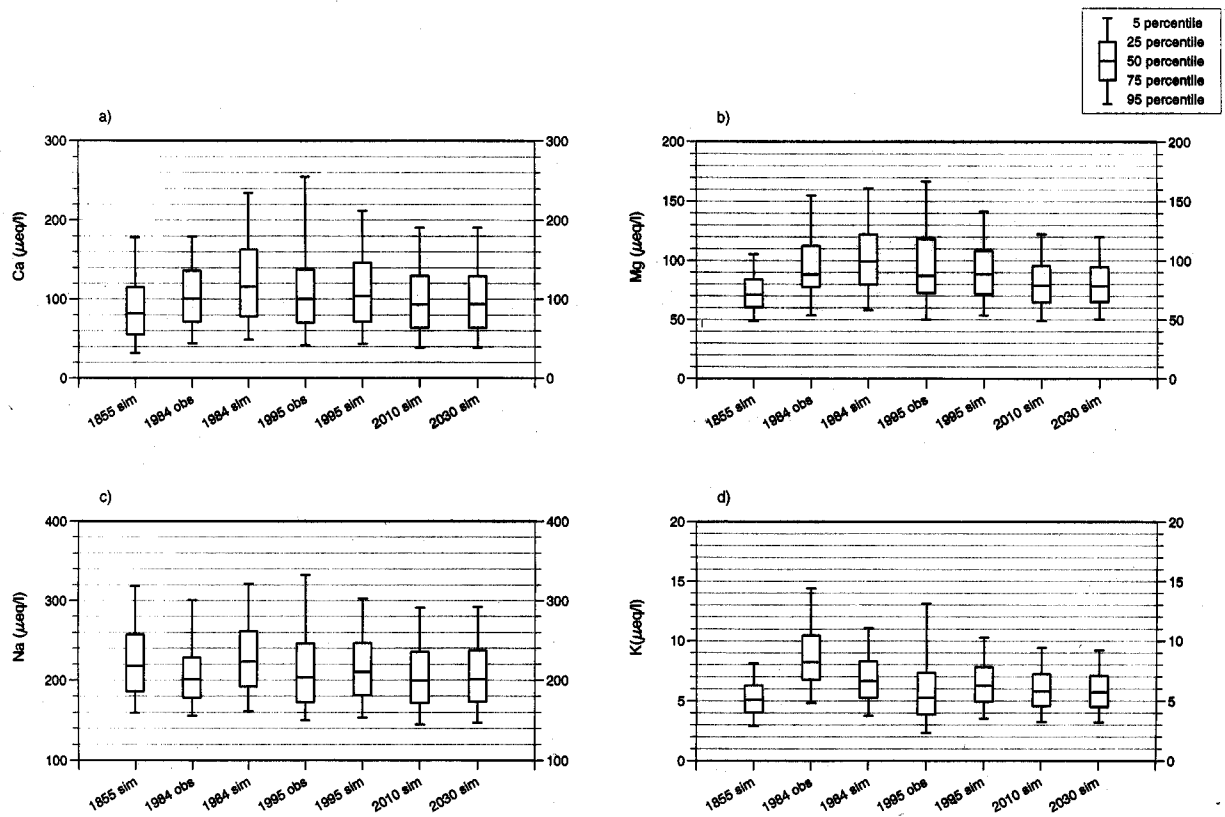 5 percentile
25 percentile
50 percentile
75 percentile
95 percentile
a)
300
200
100
0
Ca (µeq/l)
300
200
100
0
1855 sim
1984 obs
1984 sim
1995 obs
1995 sim
2010 sim
2030 sim
b)
200
150
100
50
0
Mg (µeq/l)
200
150
100
50
0
1855 sim
1984 obs
1984 sim
1995 obs
1995 sim
2010 sim
2030 sim
c)
400
300
200
100
Na (µeq/l)
400
300
200
100
1855 sim
1984 obs
1984 sim
1995 obs
1995 sim
2010 sim
2030 sim
d)
20
15
10
5
0
K(µeq/l)
20
15
10
5
0
1855 sim
1984 obs
1984 sim
1995 obs
1995 sim
2010 sim
2030 sim